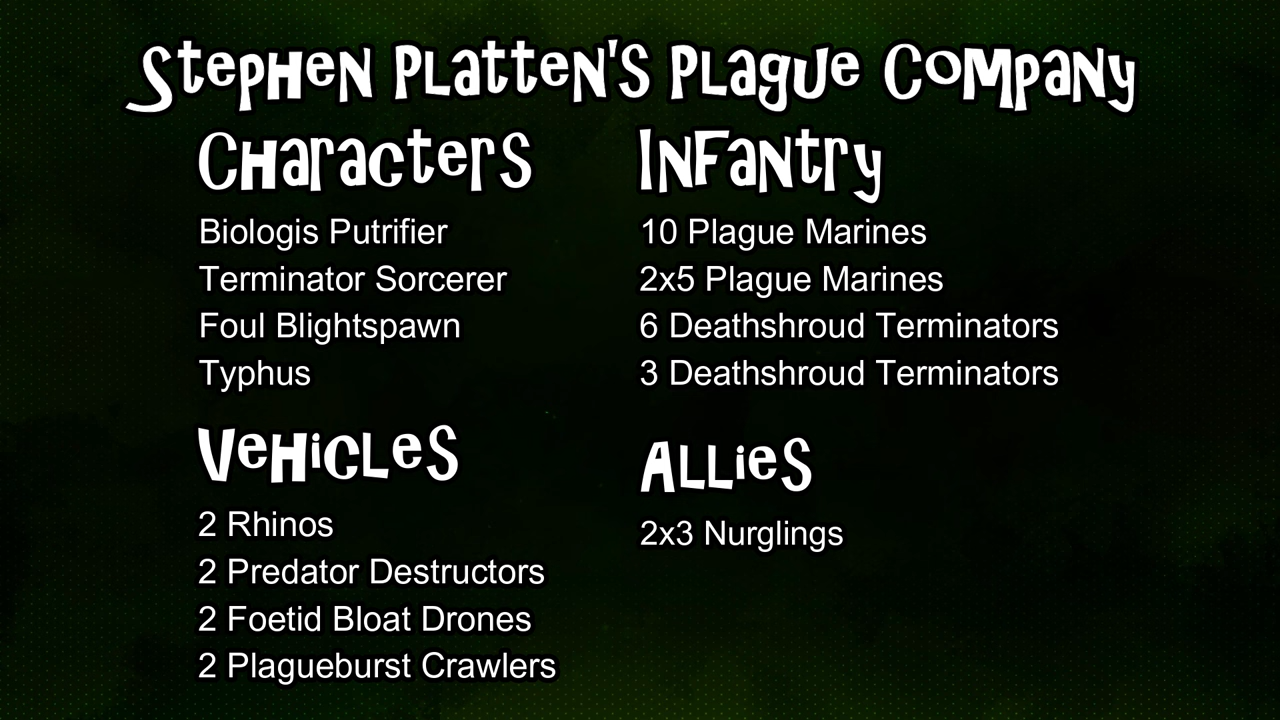 Stephen Platten's Plague Company
Characters
Biologis Putrifier
Terminator Sorcerer
Foul Blightspawn
Typhus
Infantry
10 Plague Marines
2x5 Plague Marines
6 Deathshroud Terminators
3 Deathshroud Terminators
Vehicles
2 Rhinos
2 Predator Destructors
2 Foetid Bloat Drones
2 Plagueburst Crawlers
Allies
2x3 Nurglings